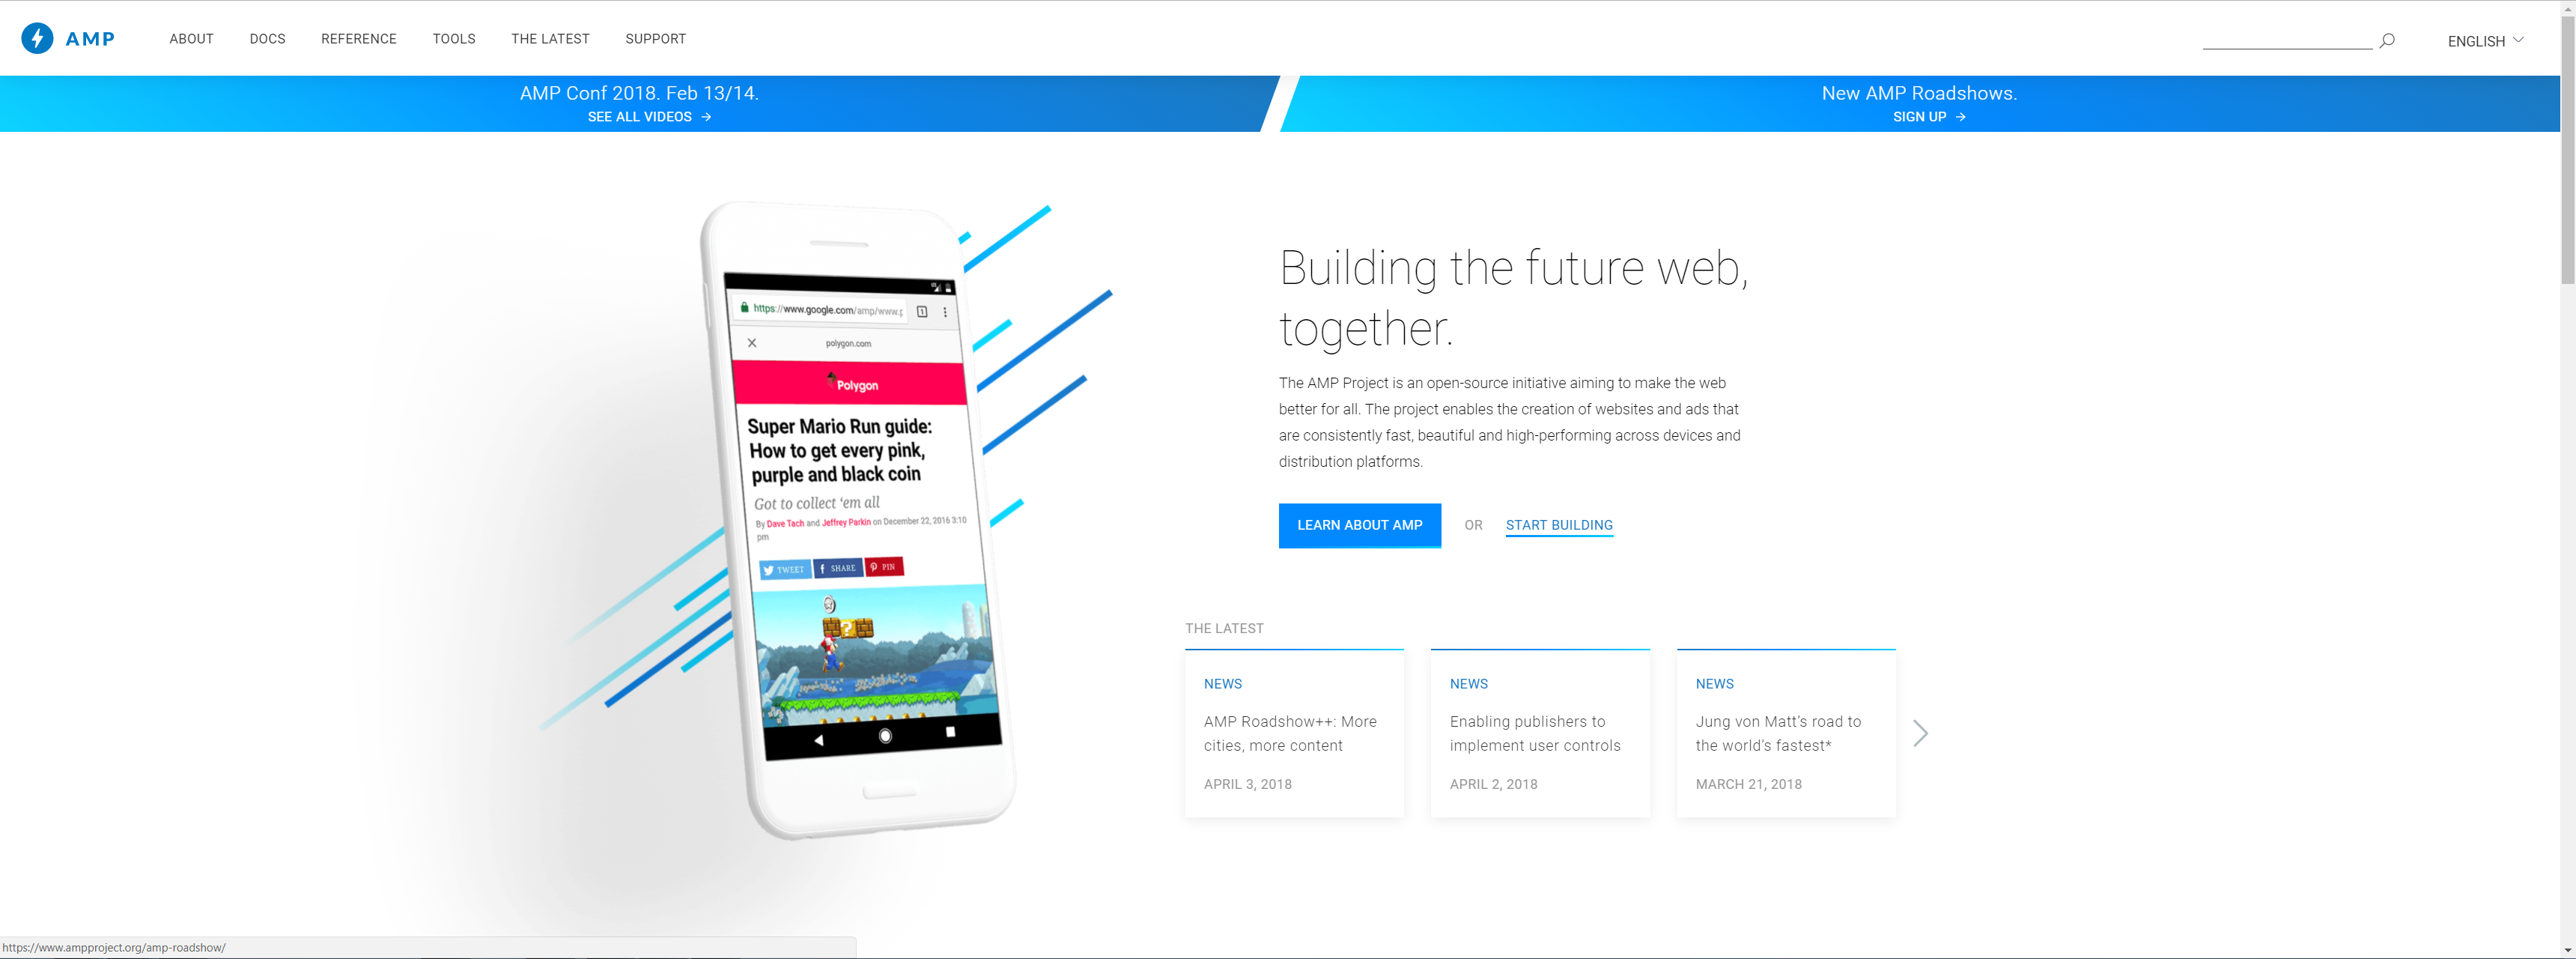 AMP
ABOUT
DOCS
REFERENCE
TOOLS
THE LATEST
SUPPORT
ENGLISH
AMP Conf 2018. Feb 13/14.
SEE ALL VIDEOS
New AMP Roadshows.
SIGN UP
https://www.google.com/amp/www.p
1
polygon.com
Polygon
Super Mario Run guide:
How to get every pink,
purple and black coin
Got to collect ‘em all
By Dave Tach and Jeffrey Parkin on December 22, 2016 3:10
pm
TWEET
SHARE
PIN
?
Building the future web,
together.
The AMP Project is an open-source initiative aiming to make the web
better for all. The project enables the creation of websites and ads that
are consistently fast, beautiful and high-performing across devices and
distribution platforms.
LEARN ABOUT AMP
OR
START BUILDING
THE LATEST
NEWS
AMP Roadshow++: More
cities, more content
APRIL 3, 2018
NEWS
Enabling publishers to
implement user controls
APRIL 2, 2018
NEWS
Jung von Matt’s road to
the world’s fastest*
MARCH 21, 2018
https://www.ampproject.org/amp-roadshow/